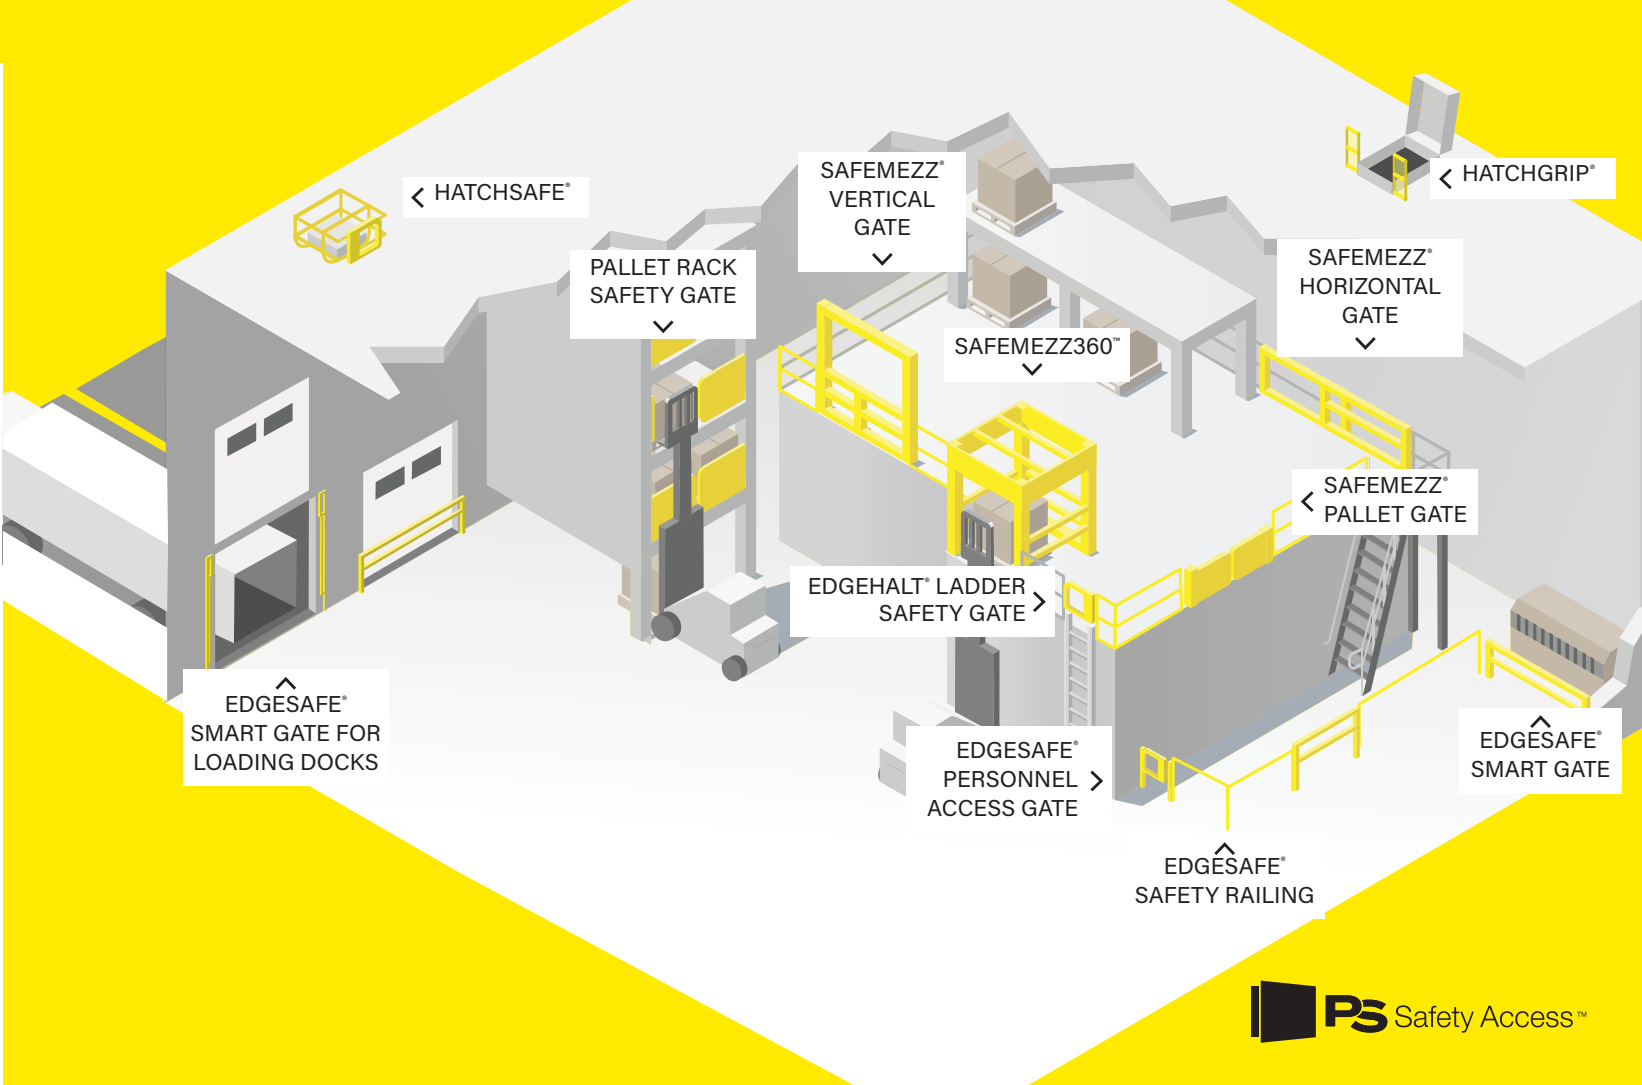 HATCHSAFE®
SAFEMEZZ®
VERTICAL
GATE
HATCHGRIP®
PALLET RACK
SAFETY GATE
SAFEMEZZ®
HORIZONTAL
GATE
SAFEMEZZ360™
SAFEMEZZ®
PALLET GATE
EDGEHALT® LADDER
SAFETY GATE
EDGESAFE®
SMART GATE FOR
LOADING DOCKS
EDGESAFE®
PERSONNEL
ACCESS GATE
EDGESAFE®
SMART GATE
EDGESAFE®
SAFETY RAILING
PS Safety Access™